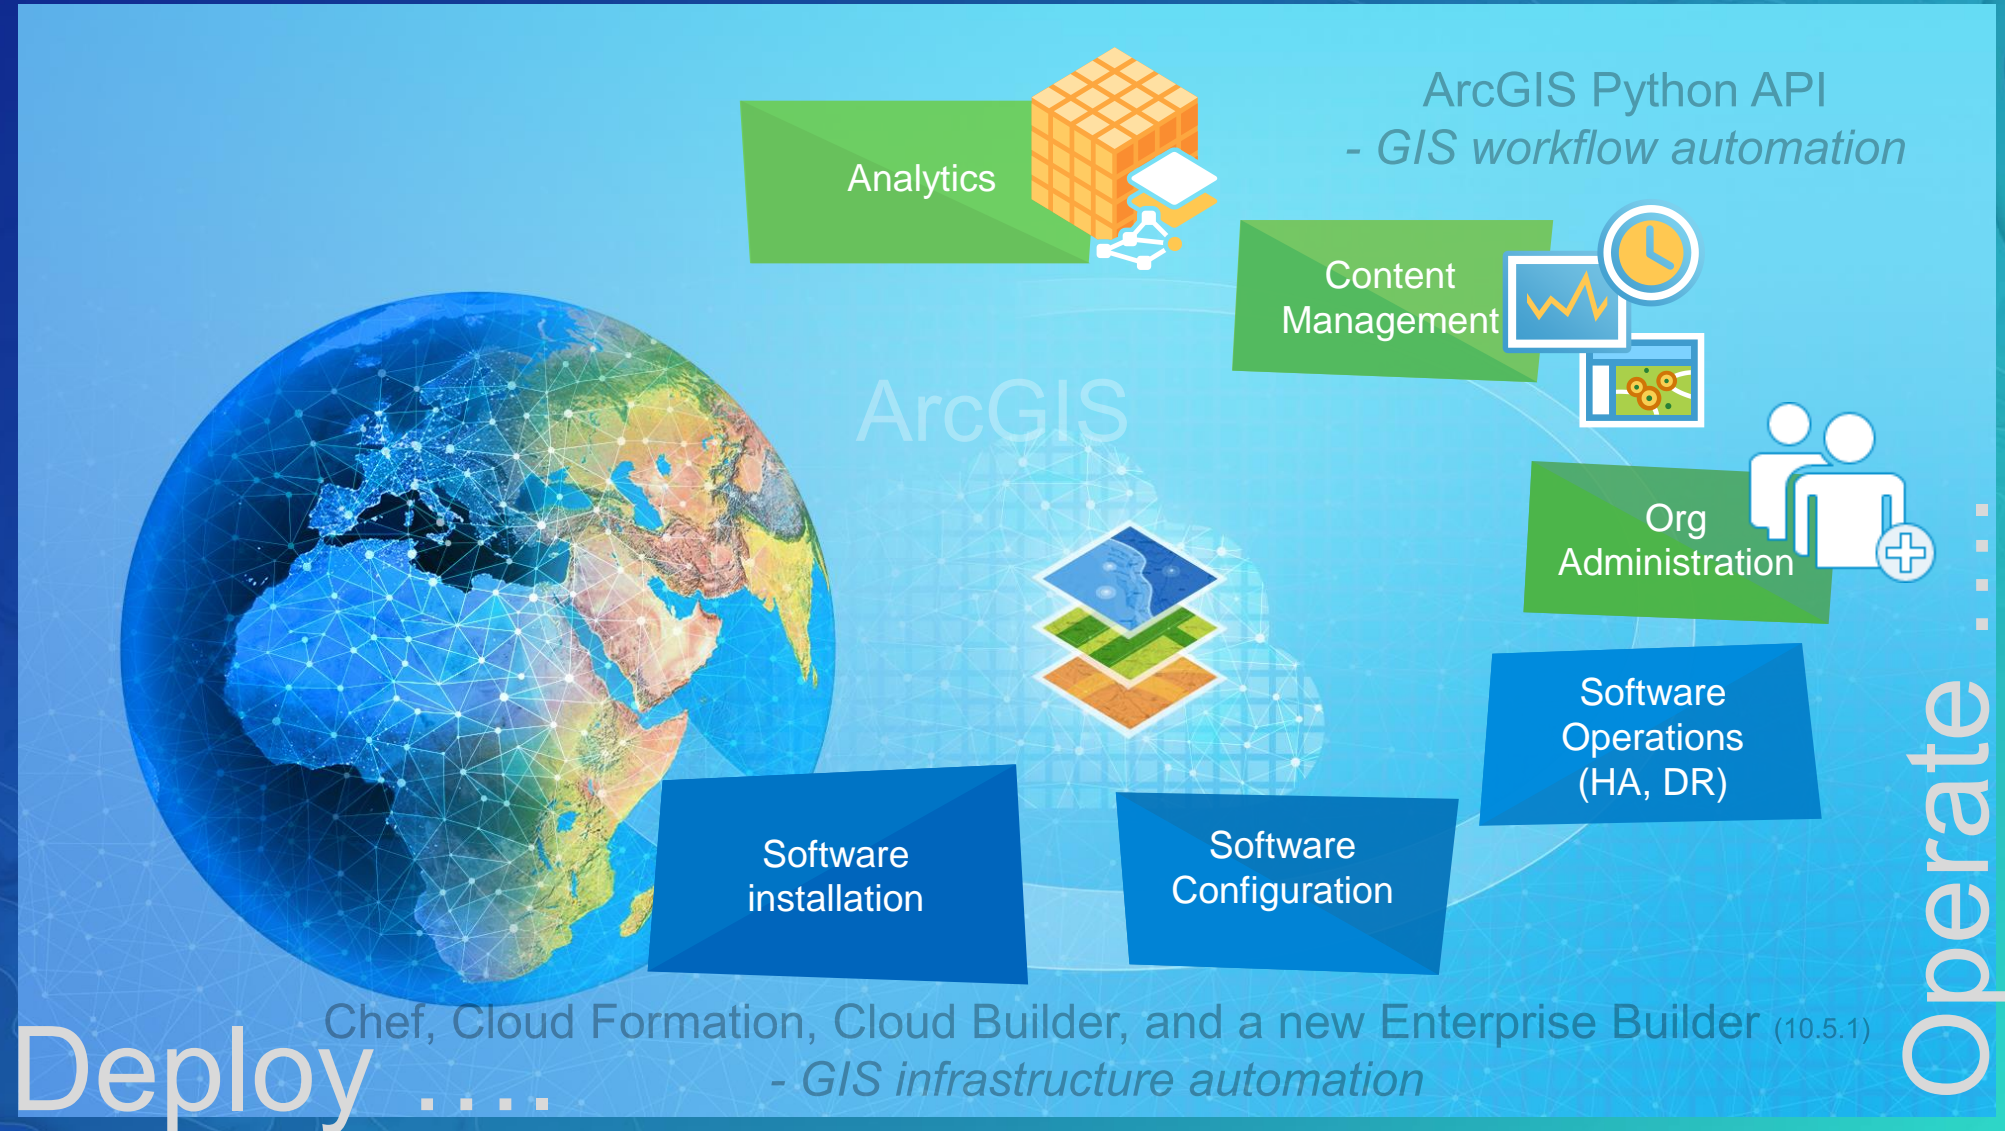 ArcGIS Python API
- GIS workflow automation
Analytics
Content
Management
ArcGIS
Org
Administration
Software
Operations
(HA, DR)
Software
installation
Software
Configuration
Chef, Cloud Formation, Cloud Builder, and a new Enterprise Builder (10.5.1)
- GIS infrastructure automation
Deploy ....
Operate ....